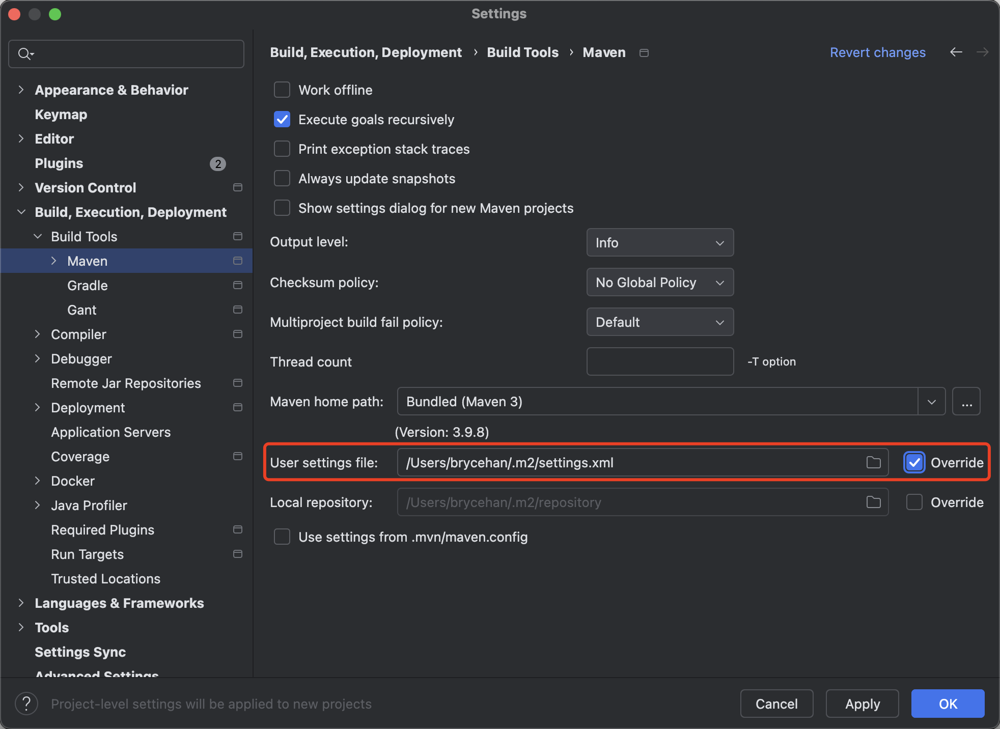 Settings
Build, Execution, Deployment › Build Tools › Maven
Revert changes
Appearance & Behavior
Keymap
Editor
Plugins 2
Version Control
Build, Execution, Deployment
Build Tools
Maven
Gradle
Gant
Compiler
Debugger
Remote Jar Repositories
Deployment
Application Servers
Coverage
Docker
Java Profiler
Required Plugins
Run Targets
Trusted Locations
Languages & Frameworks
Tools
Settings Sync
Advanced Settings
Work offline
Execute goals recursively
Print exception stack traces
Always update snapshots
Show settings dialog for new Maven projects
Output level: Info
Checksum policy: No Global Policy
Multiproject build fail policy: Default
Thread count -T option
Maven home path: Bundled (Maven 3) ...
(Version: 3.9.8)
User settings file: /Users/brycehan/.m2/settings.xml Override
Local repository: /Users/brycehan/.m2/repository Override
Use settings from .mvn/maven.config
? Project-level settings will be applied to new projects
Cancel Apply OK